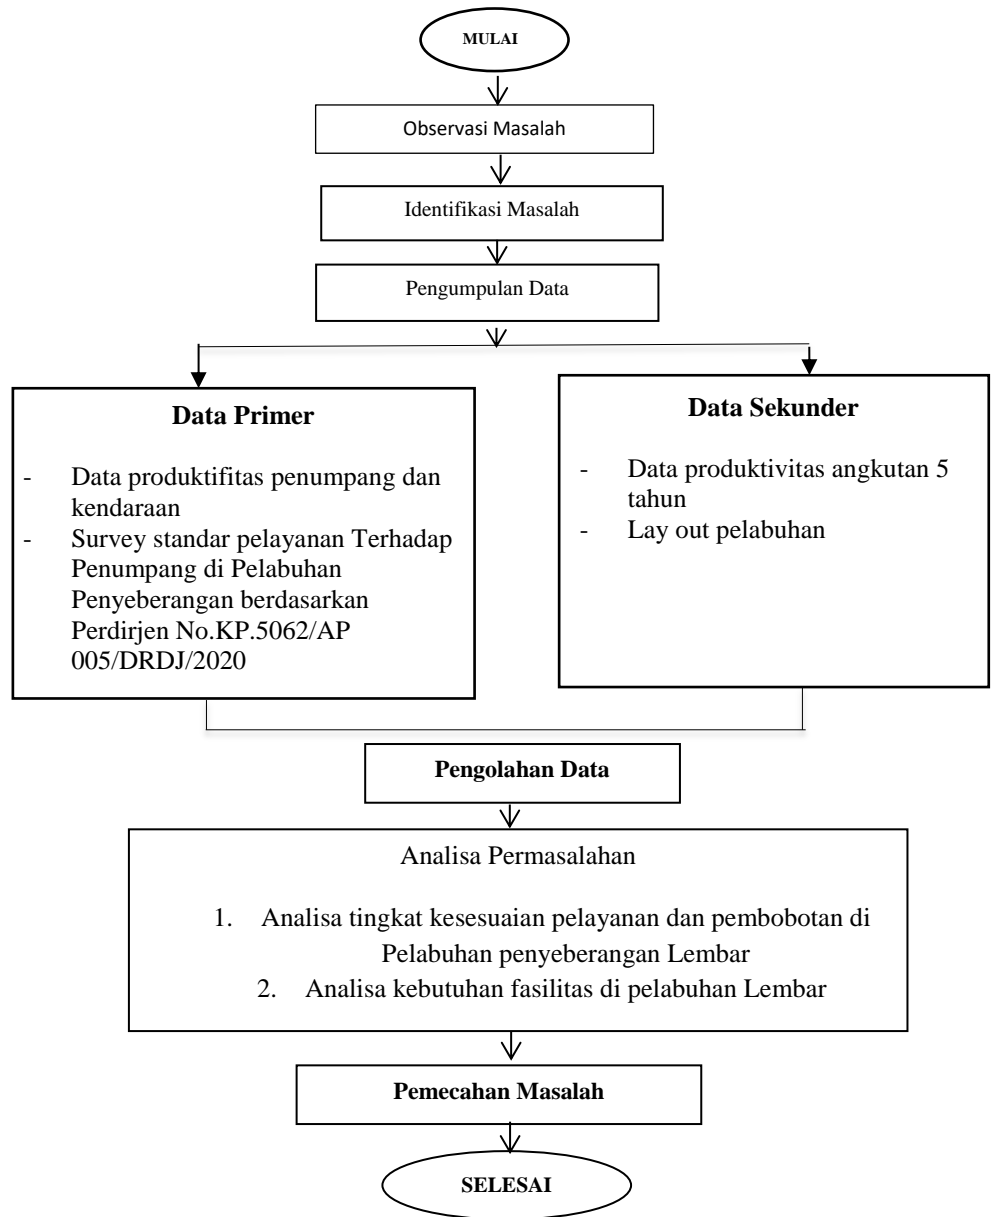 MULAI
Observasi Masalah
Identifikasi Masalah
Pengumpulan Data
Data Primer
- Data produktifitas penumpang dan
kendaraan
- Survey standar pelayanan Terhadap
Penumpang di Pelabuhan
Penyeberangan berdasarkan
Perdirjen No.KP.5062/AP
005/DRDJ/2020
Data Sekunder
- Data produktivitas angkutan 5
tahun
- Lay out pelabuhan
Pengolahan Data
Analisa Permasalahan
1. Analisa tingkat kesesuaian pelayanan dan pembobotan di
Pelabuhan penyeberangan Lembar
2. Analisa kebutuhan fasilitas di pelabuhan Lembar
Pemecahan Masalah
SELESAI